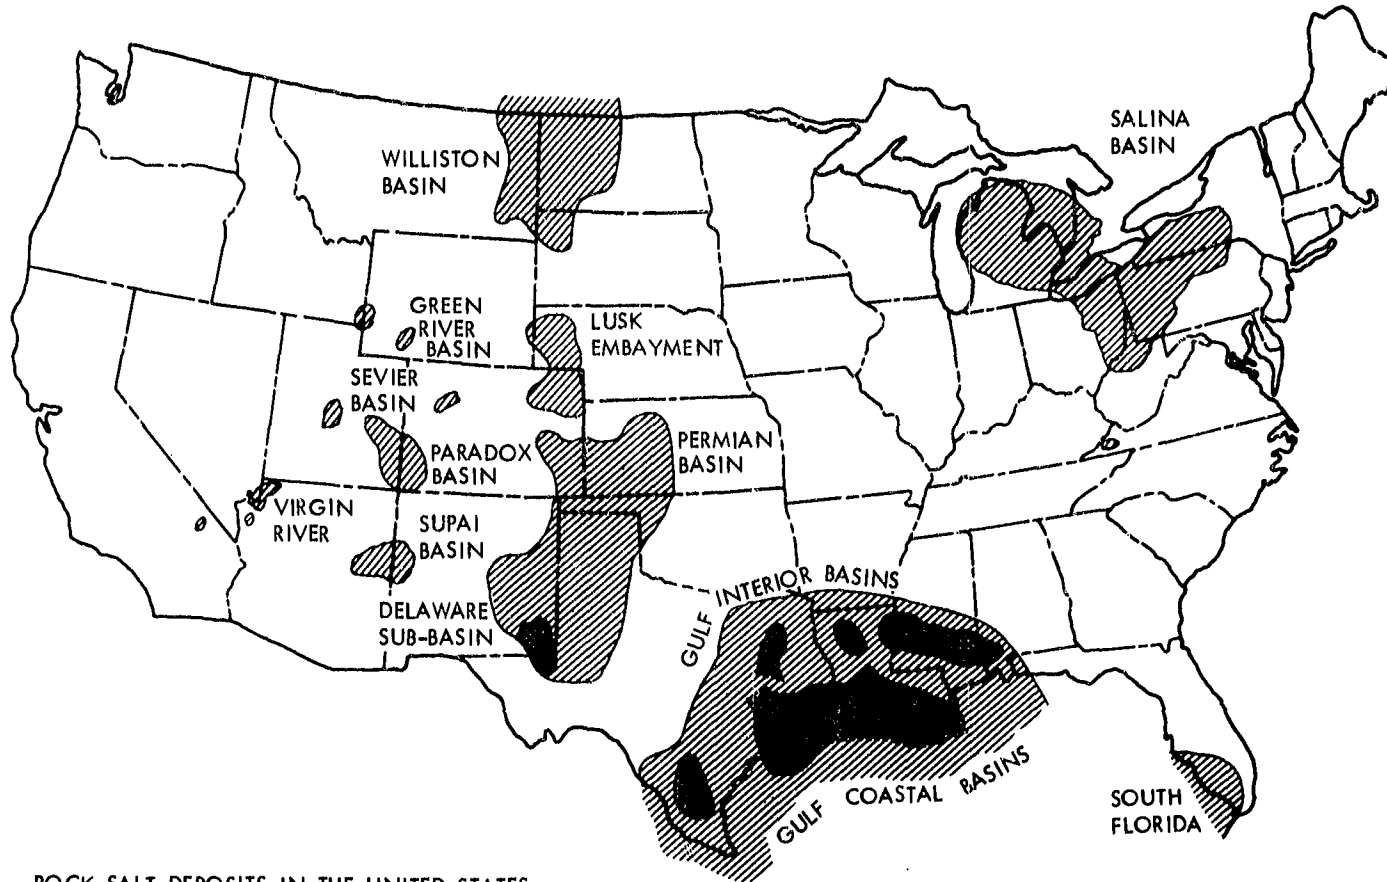 SALINA
BASIN
WILLISTON
BASIN
GREEN
RIVER
BASIN
LUSK
EMBAYMENT
SEVIER
BASIN
PARADOX
BASIN
PERMIAN
BASIN
VIRGIN
RIVER
SUPAI
BASIN
DELAWARE
SUB-BASIN
GULF INTERIOR BASINS
GULF COASTAL BASINS
SOUTH
FLORIDA
ROCK SALT DEPOSITS IN THE UNITED STATES